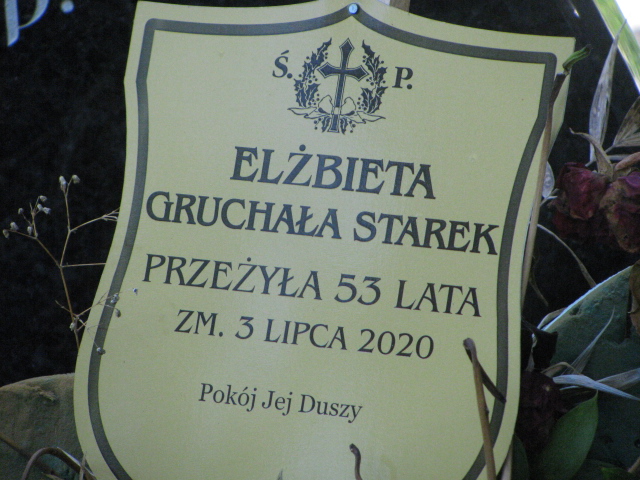 P.
Ś. P.
ELŻBIETA
GRUCHAŁA STAREK
PRZEŻYŁA 53 LATA
ZM. 3 LIPCA 2020
Pokój Jej Duszy